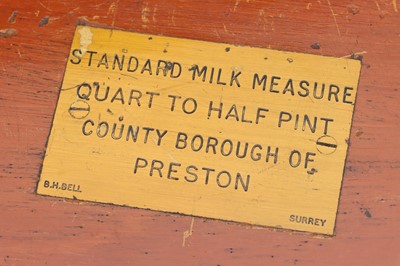 STANDARD MILK MEASURE
QUART TO HALF PINT
COUNTY BOROUGH OF
PRESTON
B.H.BELL SURREY